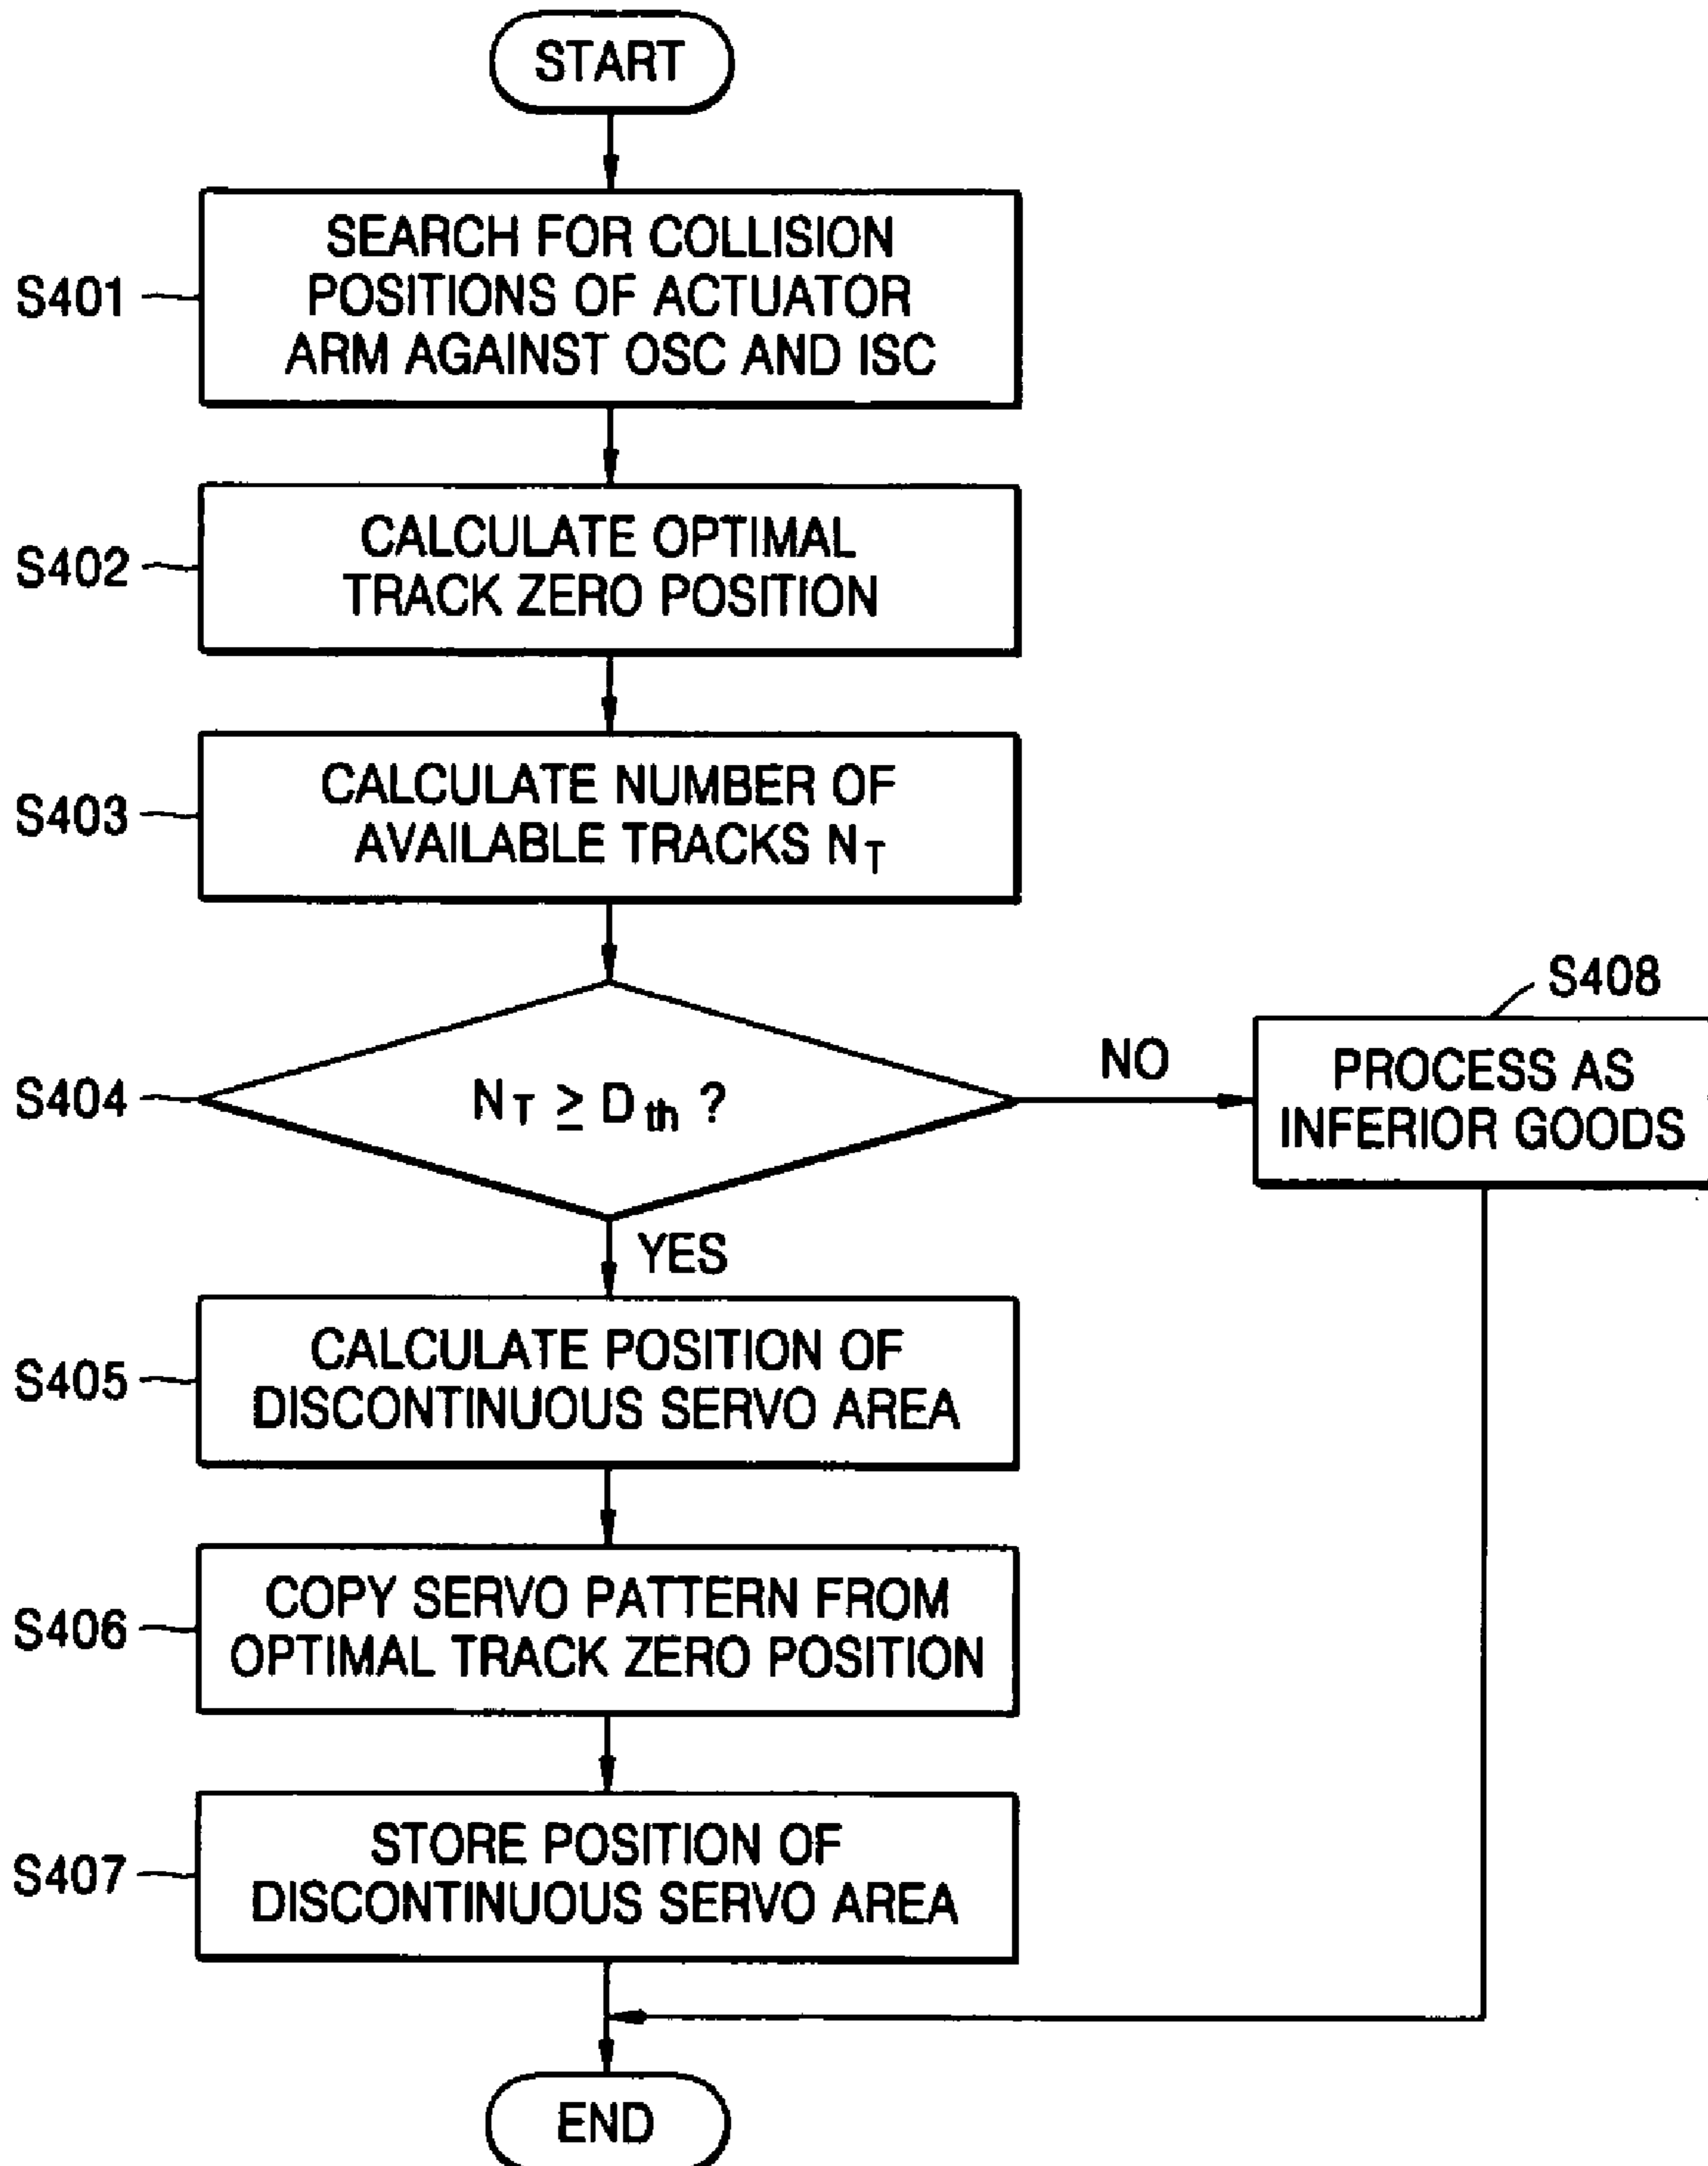 START
S401
SEARCH FOR COLLISION
POSITIONS OF ACTUATOR
ARM AGAINST OSC AND ISC
S402
CALCULATE OPTIMAL
TRACK ZERO POSITION
S403
CALCULATE NUMBER OF
AVAILABLE TRACKS N_T
S404
N_T ≥ D_th ?
NO
S408
PROCESS AS
INFERIOR GOODS
YES
S405
CALCULATE POSITION OF
DISCONTINUOUS SERVO AREA
S406
COPY SERVO PATTERN FROM
OPTIMAL TRACK ZERO POSITION
S407
STORE POSITION OF
DISCONTINUOUS SERVO AREA
END